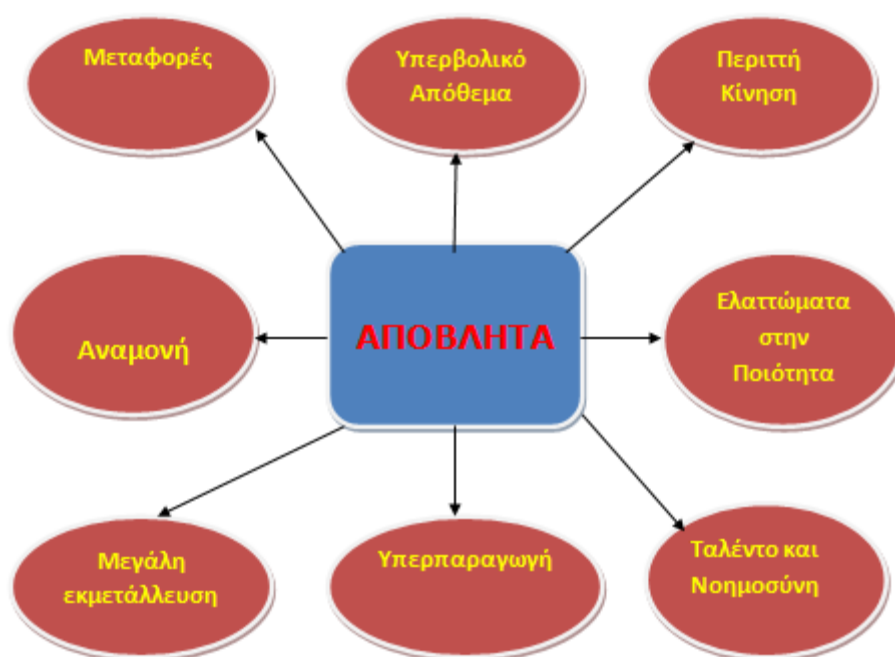 Μεταφορές
Υπερβολικό
Απόθεμα
Περιττή
Κίνηση
Αναμονή
ΑΠΟΒΛΗΤΑ
Ελαττώματα
στην
Ποιότητα
Μεγάλη
εκμετάλλευση
Υπερπαραγωγή
Ταλέντο και
Νοημοσύνη